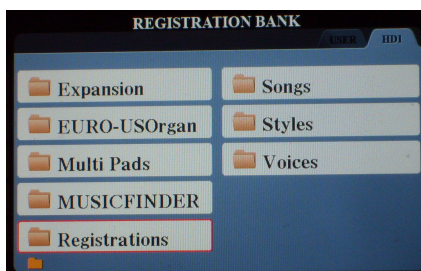 REGISTRATION BANK
USER
HD1
Expansion
EURO-USOrgan
Multi Pads
MUSICFINDER
Registrations
Songs
Styles
Voices